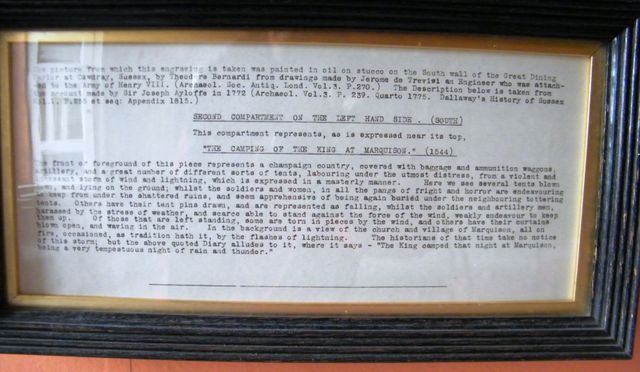 The picture from which this engraving is taken was painted in oil on stucco on the South wall of the Great Dining
Parlor at Cowdray, Sussex, by Theodore Bernardi from drawings made by Jerome de Trevisi an Engineer who was attach-
ed to the Army of Henry VIII. (Archaeol. Soc. Antiq. Lond. Vol.3. P.270.) The Description below is taken from
the account made by Sir Joseph Ayloffe in 1772 (Archaeol. Vol.3. P. 239. Quarto 1775. Dallaway's History of Sussex
Vol.1. P.255 et seq: Appendix 1815.)
SECOND COMPARTMENT ON THE LEFT HAND SIDE. (SOUTH)
This compartment represents, as is expressed near its top,
"THE CAMPING OF THE KING AT MARQUISON." (1544)
The front or foreground of this piece represents a champaign country, covered with baggage and ammunition waggons,
artillery, and a great number of different sorts of tents, labouring under the utmost distress, from a violent and
incessant storm of wind and lightning, which is expressed in a masterly manner. Here we see several tents blown
down, and lying on the ground; whilst the soldiers and women, in all the pangs of fright and horror are endeavouring
to keep from under the shattered ruins, and seem apprehensive of being again buried under the neighbouring tottering
tents. Others have their tent pins drawn, and are represented as falling, whilst the soldiers and artillery men,
harassed by the stress of weather, and scarce able to stand against the force of the wind, weakly endeavour to keep
them up. Of those that are left standing, some are torn in pieces by the wind, and others have their curtains
blown open, and waving in the air. In the background is a view of the church and village of Marquison, all on
fire, occasioned, as tradition hath it, by the flashes of lightning. The historians of that time take no notice
of this storm; but the above quoted Diary alludes to it, where it says - "The King camped that night at Marquison,
being a very tempestuous night of rain and thunder."